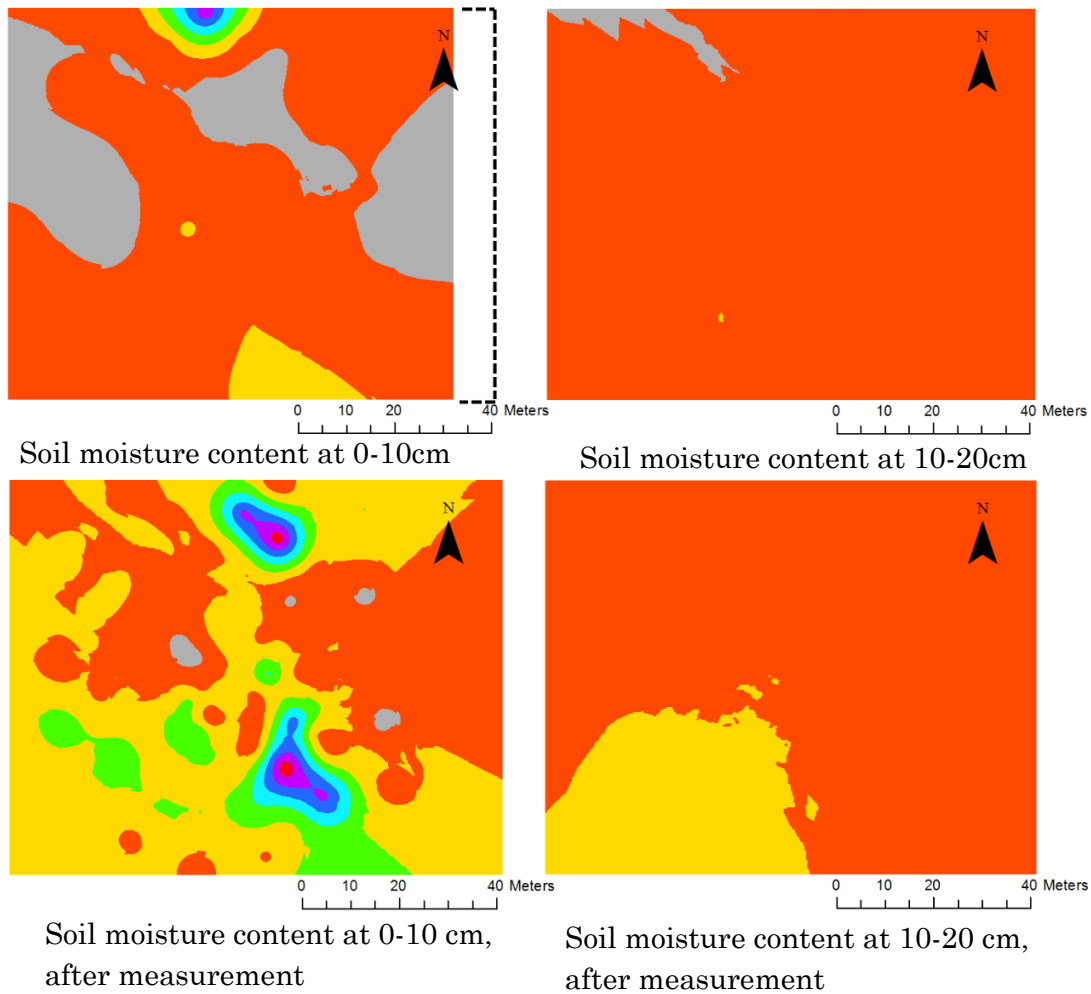 N
N
0 10 20 40 Meters
0 10 20 40 Meters
Soil moisture content at 0-10cm
Soil moisture content at 10-20cm
N
N
0 10 20 40 Meters
0 10 20 40 Meters
Soil moisture content at 0-10 cm,
after measurement
Soil moisture content at 10-20 cm,
after measurement